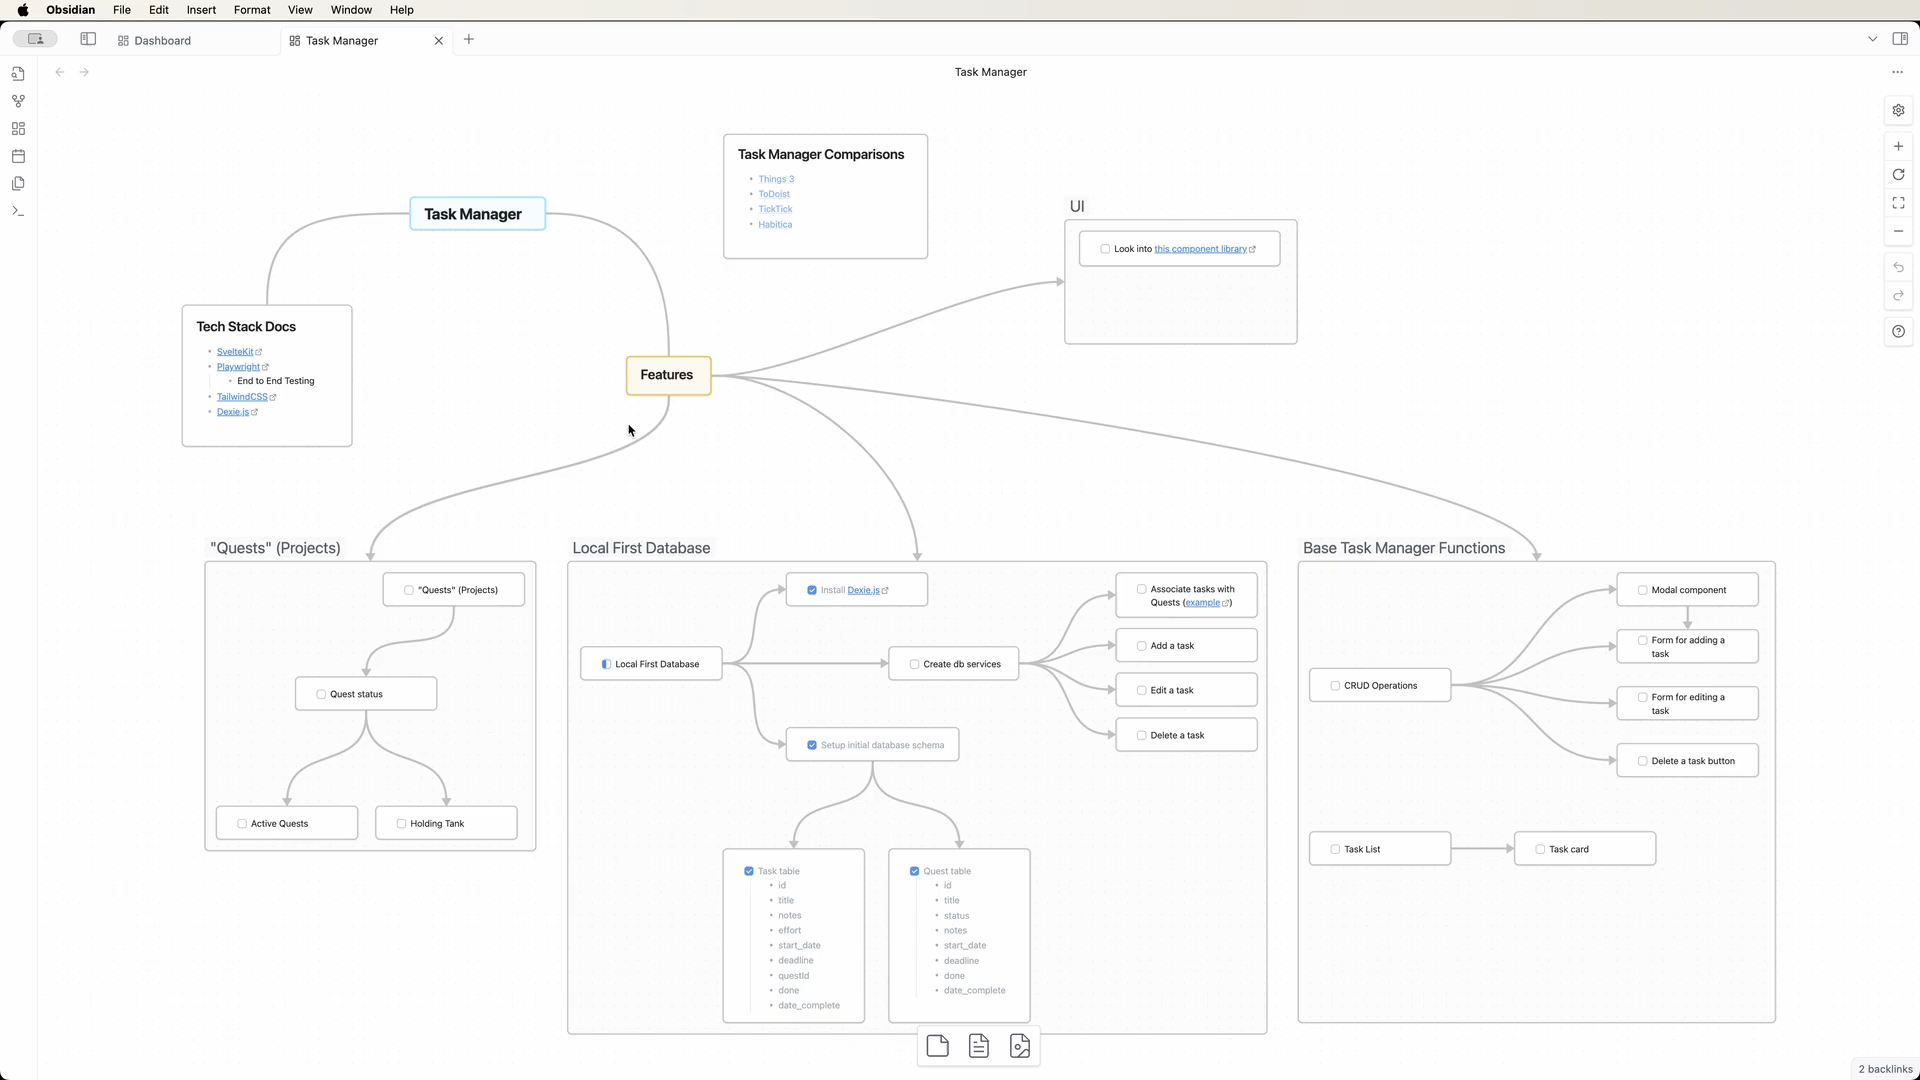 Obsidian File Edit Insert Format View Window Help
Dashboard
Task Manager
Task Manager
Task Manager Comparisons
Things 3
ToDoist
TickTick
Habitica
Task Manager
UI
Look into this component library
Tech Stack Docs
SvelteKit
Playwright
End to End Testing
TailwindCSS
Dexie.js
Features
"Quests" (Projects)
"Quests" (Projects)
Quest status
Active Quests
Holding Tank
Local First Database
Install Dexie.js
Local First Database
Create db services
Setup initial database schema
Associate tasks with
Quests (example)
Add a task
Edit a task
Delete a task
Task table
id
title
notes
effort
start_date
deadline
questId
done
date_complete
Quest table
id
title
status
notes
start_date
deadline
done
date_complete
Base Task Manager Functions
Modal component
Form for adding a
task
CRUD Operations
Form for editing a
task
Delete a task button
Task List
Task card
2 backlinks